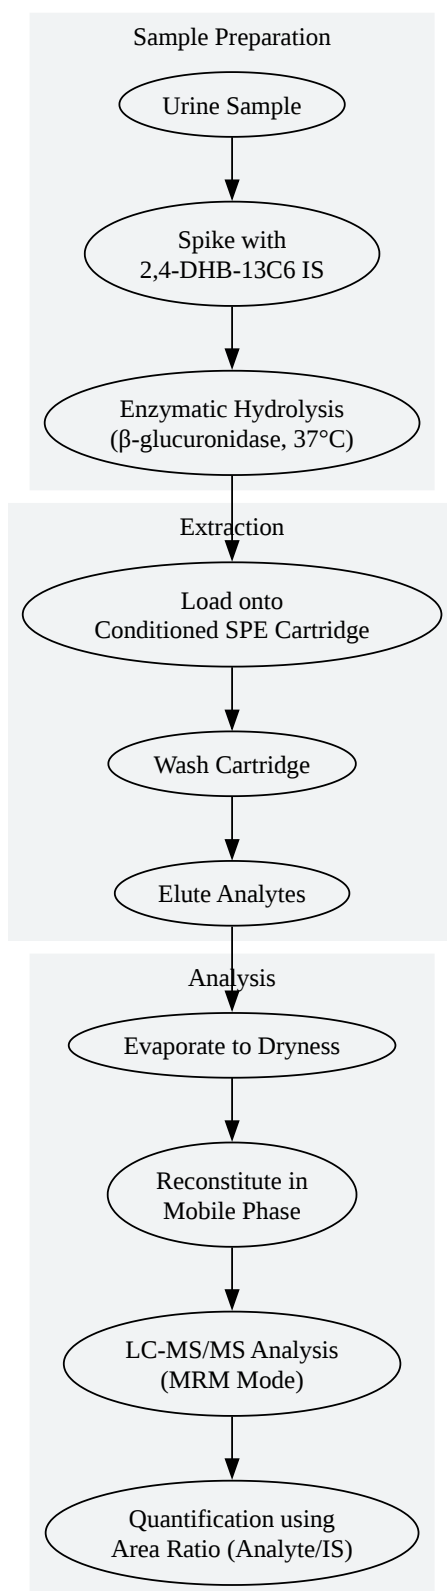 Sample Preparation
Urine Sample
Spike with
2,4-DHB-13C6 IS
Enzymatic Hydrolysis
(β-glucuronidase, 37°C)
Extraction
Load onto
Conditioned SPE Cartridge
Wash Cartridge
Elute Analytes
Analysis
Evaporate to Dryness
Reconstitute in
Mobile Phase
LC-MS/MS Analysis
(MRM Mode)
Quantification using
Area Ratio (Analyte/IS)